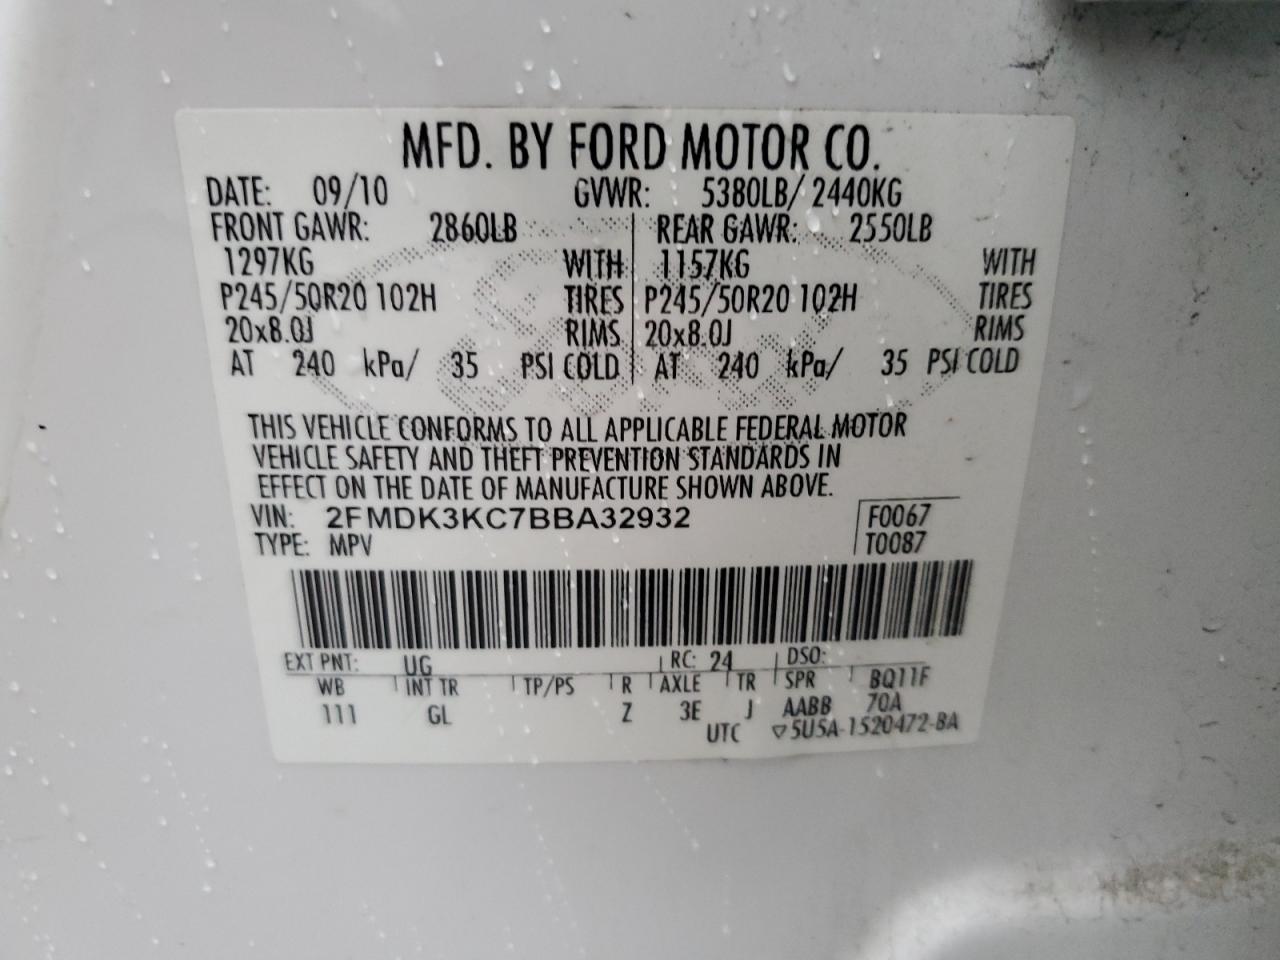 MFD. BY FORD MOTOR CO.
DATE: 09/10 GVWR: 5380LB/ 2440KG
FRONT GAWR: 2860LB REAR GAWR: 2550LB
1297KG WITH 1157KG WITH
P245/50R20 102H TIRES P245/50R20 102H TIRES
20x8.0J RIMS 20x8.0J RIMS
AT 240 kPa/ 35 PSI COLD AT 240 kPa/ 35 PSI COLD
THIS VEHICLE CONFORMS TO ALL APPLICABLE FEDERAL MOTOR
VEHICLE SAFETY AND THEFT PREVENTION STANDARDS IN
EFFECT ON THE DATE OF MANUFACTURE SHOWN ABOVE.
VIN: 2FMDK3KC7BBA32932 F0067
TYPE: MPV T0087
EXT PNT: UG RC: 24 DSO:
WB INT TR TP/PS R AXLE TR SPR BQ11F
111 GL Z 3E J AABB 70A
UTC ▽5U5A-1520472-BA